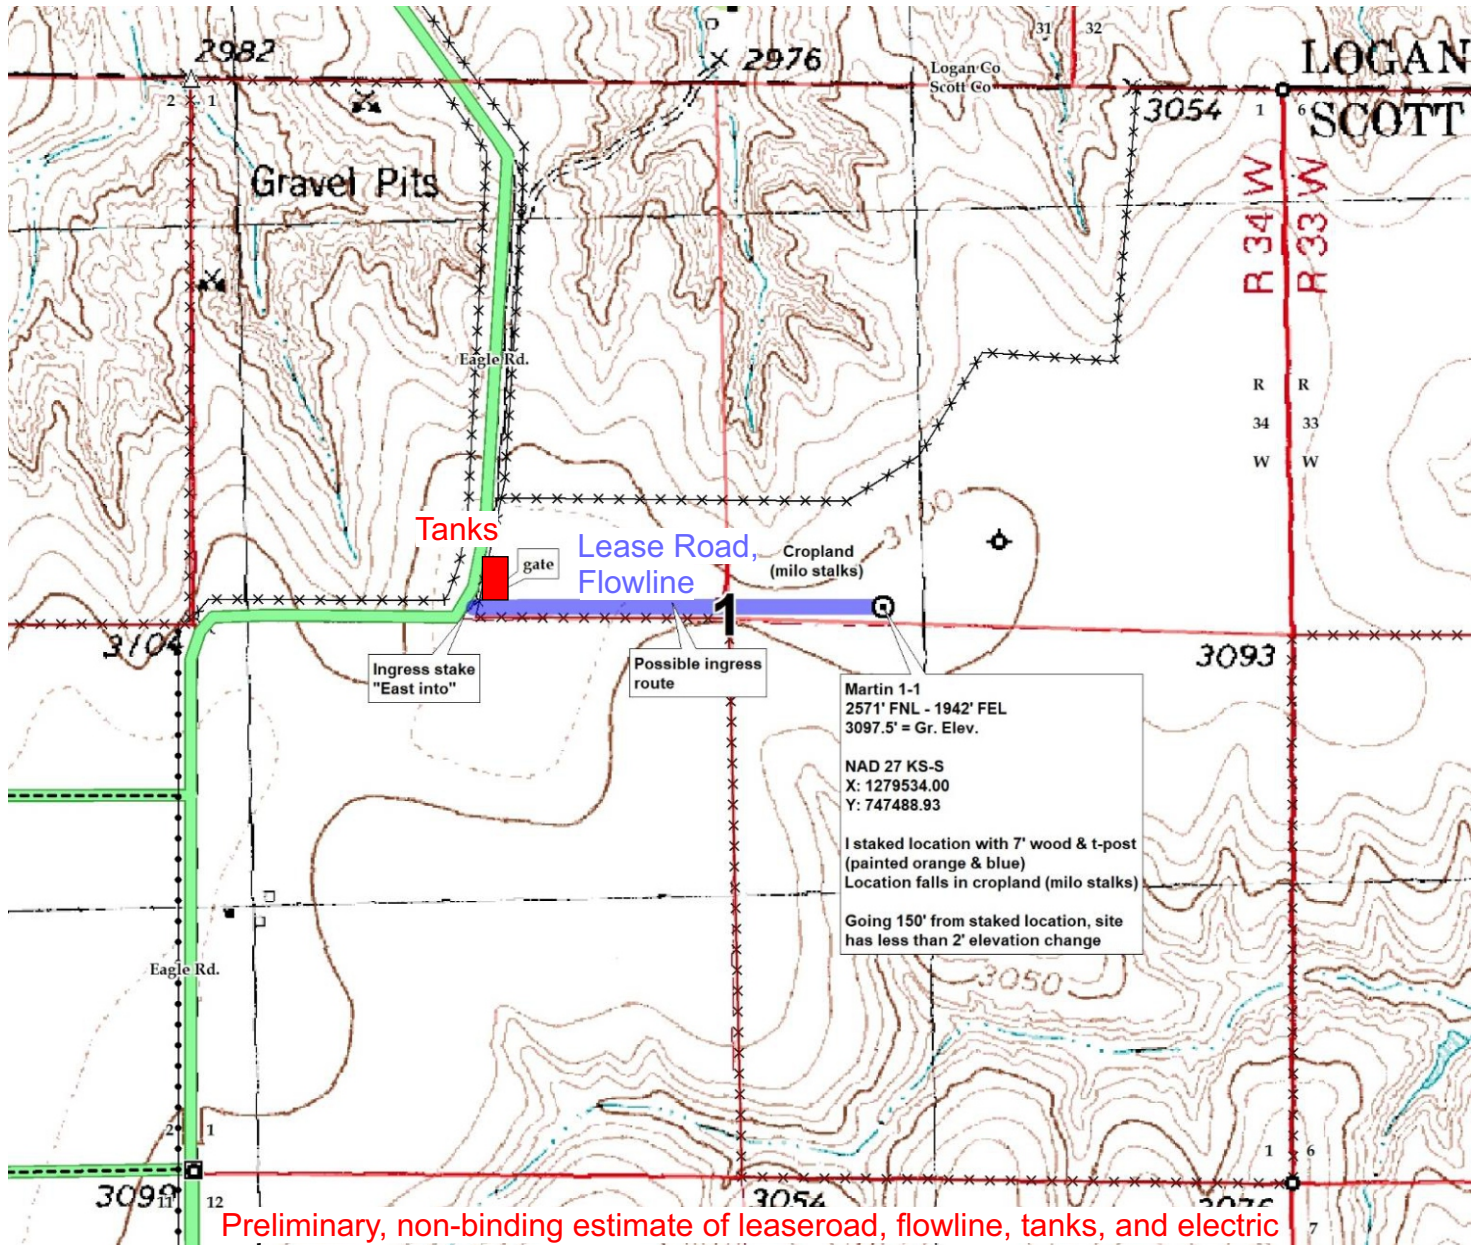 2982
2976
31 32
LOGAN
Logan Co
Scott Co
2 1
3054
1 6
SCOTT
Gravel Pits
R 34 W
R 33 W
Eagle Rd.
R R
34 33
W W
3100
Tanks
gate
Lease Road,
Flowline
Cropland
(milo stalks)
1
3104
3093
Ingress stake
"East into"
Possible ingress
route
Martin 1-1
2571' FNL - 1942' FEL
3097.5' = Gr. Elev.
NAD 27 KS-S
X: 1279534.00
Y: 747488.93
I staked location with 7' wood & t-post
(painted orange & blue)
Location falls in cropland (milo stalks)
Going 150' from staked location, site
has less than 2' elevation change
Eagle Rd.
3050
2 1
1 6
3099
11 12
3054
3076
7
Preliminary, non-binding estimate of leaseroad, flowline, tanks, and electric